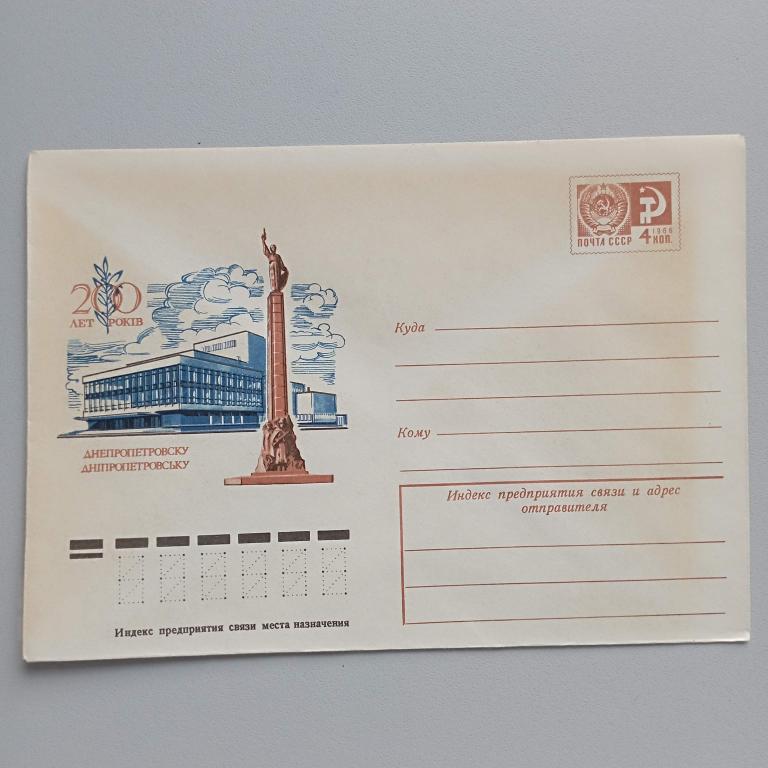 ПОЧТА СССР
1966
4 КОП.
200
ЛЕТ РОКІВ
ДНЕПРОПЕТРОВСКУ
ДНІПРОПЕТРОВСЬКУ
Куда
Кому
Индекс предприятия связи и адрес
отправителя
Индекс предприятия связи места назначения